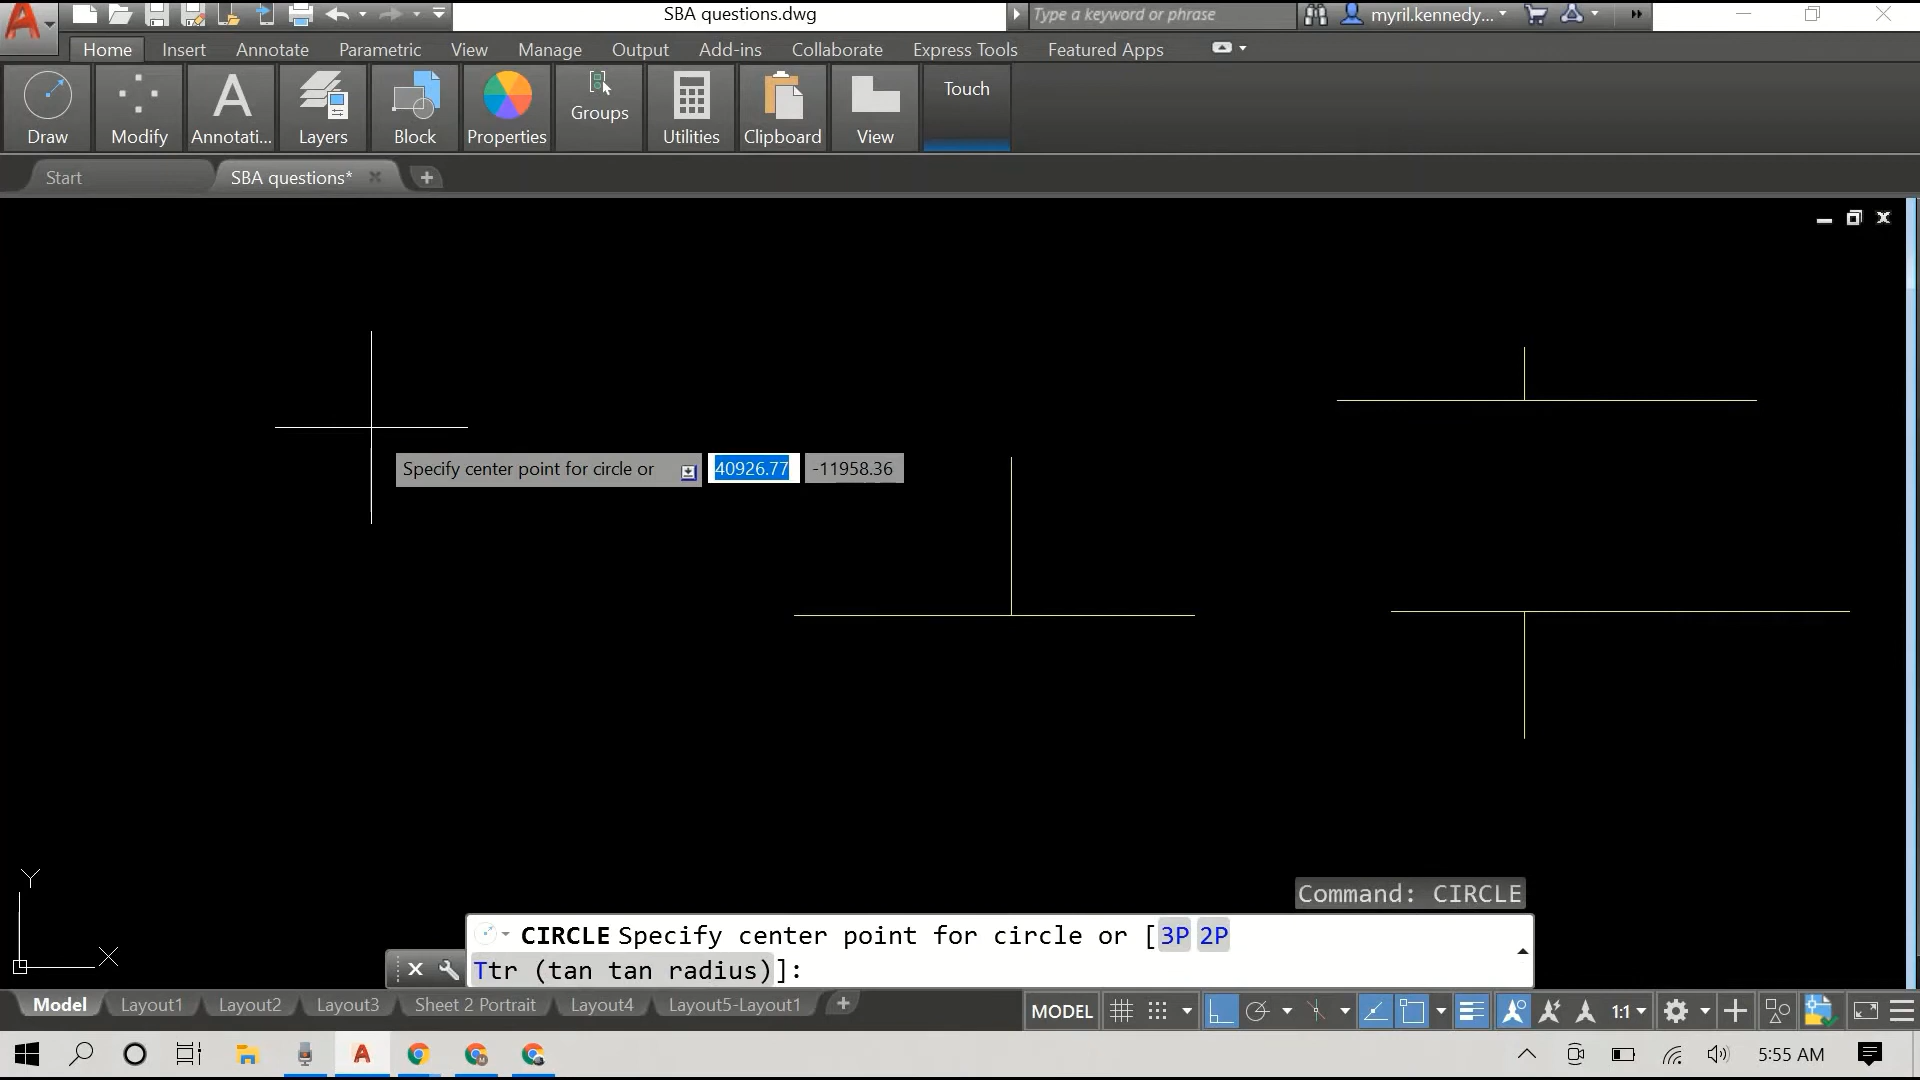 SBA questions.dwg
Type a keyword or phrase
myril.kennedy...
Home Insert Annotate Parametric View Manage Output Add-ins Collaborate Express Tools Featured Apps
Draw Modify Annotati... Layers Block Properties Groups Utilities Clipboard View Touch
Start SBA questions*
Specify center point for circle or 40926.77 -11958.36
Y
X
Command: CIRCLE
CIRCLE Specify center point for circle or [3P 2P
Ttr (tan tan radius)]:
Model Layout1 Layout2 Layout3 Sheet 2 Portrait Layout4 Layout5-Layout1 MODEL 1:1
5:55 AM